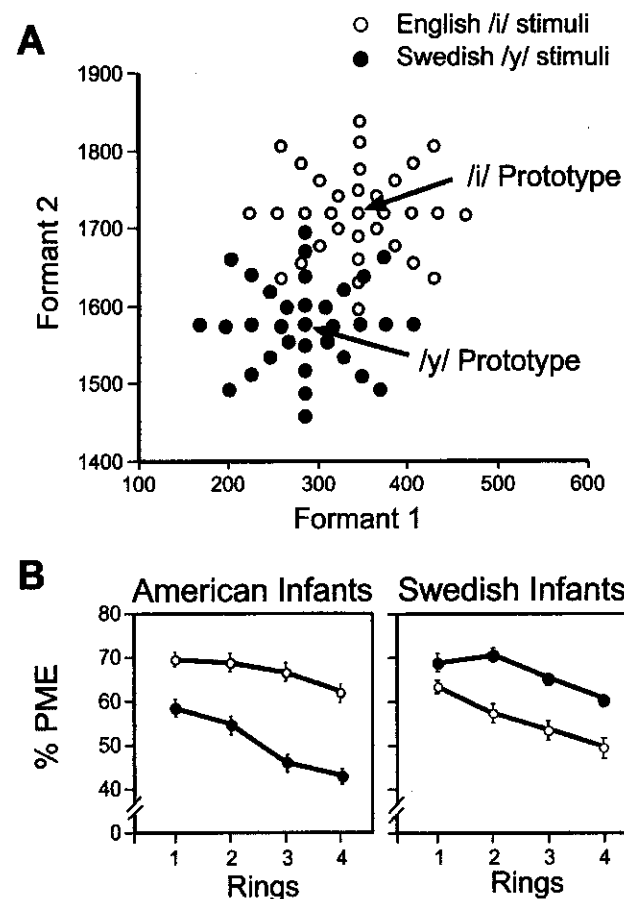 A
English /i/ stimuli
Swedish /y/ stimuli
1900
1800
1700
1600
1500
1400
Formant 2
/i/ Prototype
/y/ Prototype
100 200 300 400 500 600
Formant 1
B
American Infants Swedish Infants
80
70
60
50
40
0
% PME
1 2 3 4 1 2 3 4
Rings Rings